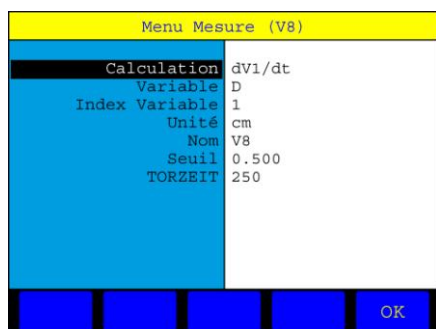 Menu Mesure (V8)
Calculation dV1/dt
Variable D
Index Variable 1
Unité cm
Nom V8
Seuil 0.500
TORZEIT 250
OK